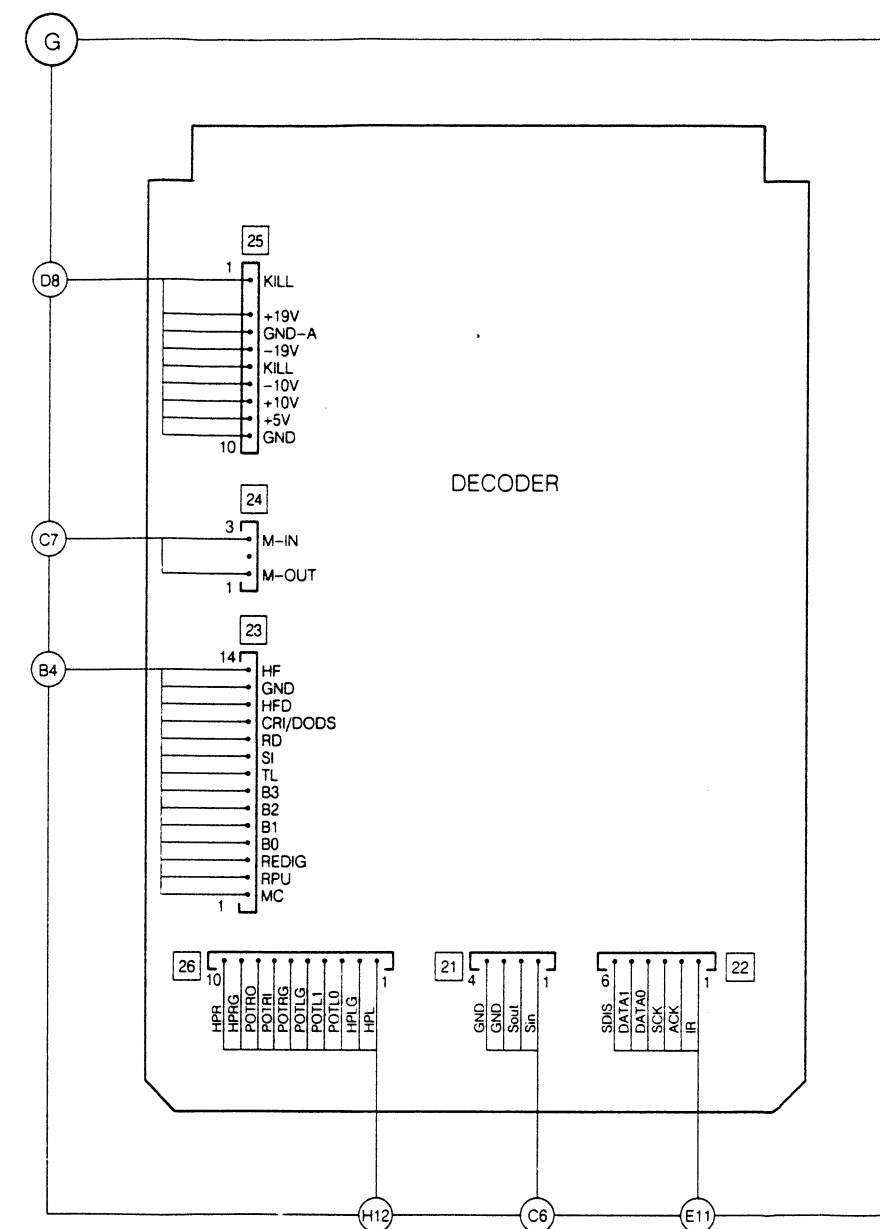 G
25
D8
1
KILL
+19V
GND-A
-19V
KILL
-10V
+10V
+5V
GND
10
DECODER
24
3
C7
M-IN
M-OUT
1
23
14
B4
HF
GND
HFD
CRI/DODS
RD
SI
TL
B3
B2
B1
B0
REDIG
RPU
MC
1
26
10
1
HPR
HPRG
POTRO
POTRI
POTRG
POTLG
POTL1
POTL0
HPLG
HPL
21
4
1
GND
GND
Sout
Sin
6
1
22
SDIS
DATA1
DATA0
SCK
ACK
IR
H12
C6
E11